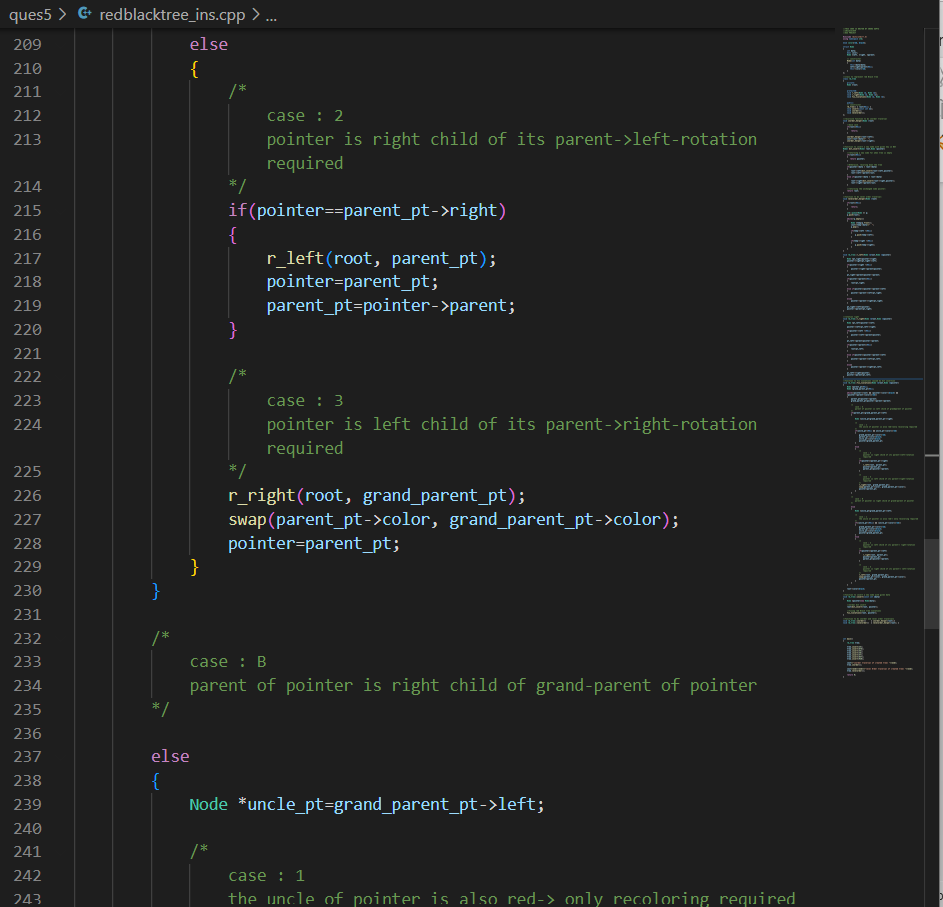 ques5 > redblacktree_ins.cpp > ...
209 else
210 {
211 /*
212 case : 2
213 pointer is right child of its parent->left-rotation
required
214 */
215 if(pointer==parent_pt->right)
216 {
217 r_left(root, parent_pt);
218 pointer=parent_pt;
219 parent_pt=pointer->parent;
220 }
221
222 /*
223 case : 3
224 pointer is left child of its parent->right-rotation
required
225 */
226 r_right(root, grand_parent_pt);
227 swap(parent_pt->color, grand_parent_pt->color);
228 pointer=parent_pt;
229 }
230 }
231
232 /*
233 case : B
234 parent of pointer is right child of grand-parent of pointer
235 */
236
237 else
238 {
239 Node *uncle_pt=grand_parent_pt->left;
240
241 /*
242 case : 1
243 the uncle of pointer is also red-> only recoloring required